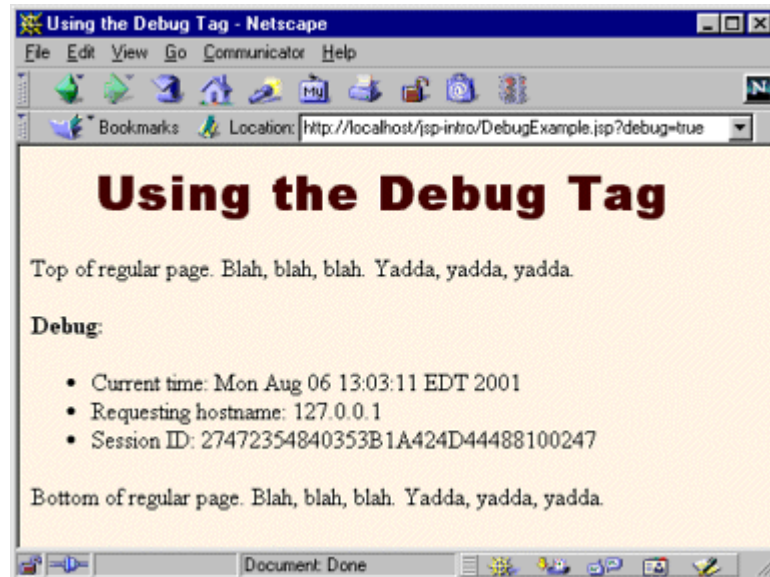 Using the Debug Tag - Netscape
File Edit View Go Communicator Help
My
N
Bookmarks Location: http://localhost/jsp-intro/DebugExample.jsp?debug=true
Using the Debug Tag
Top of regular page. Blah, blah, blah. Yadda, yadda, yadda.
Debug:
• Current time: Mon Aug 06 13:03:11 EDT 2001
• Requesting hostname: 127.0.0.1
• Session ID: 27472354840353B1A424D44488100247
Bottom of regular page. Blah, blah, blah. Yadda, yadda, yadda.
Document: Done